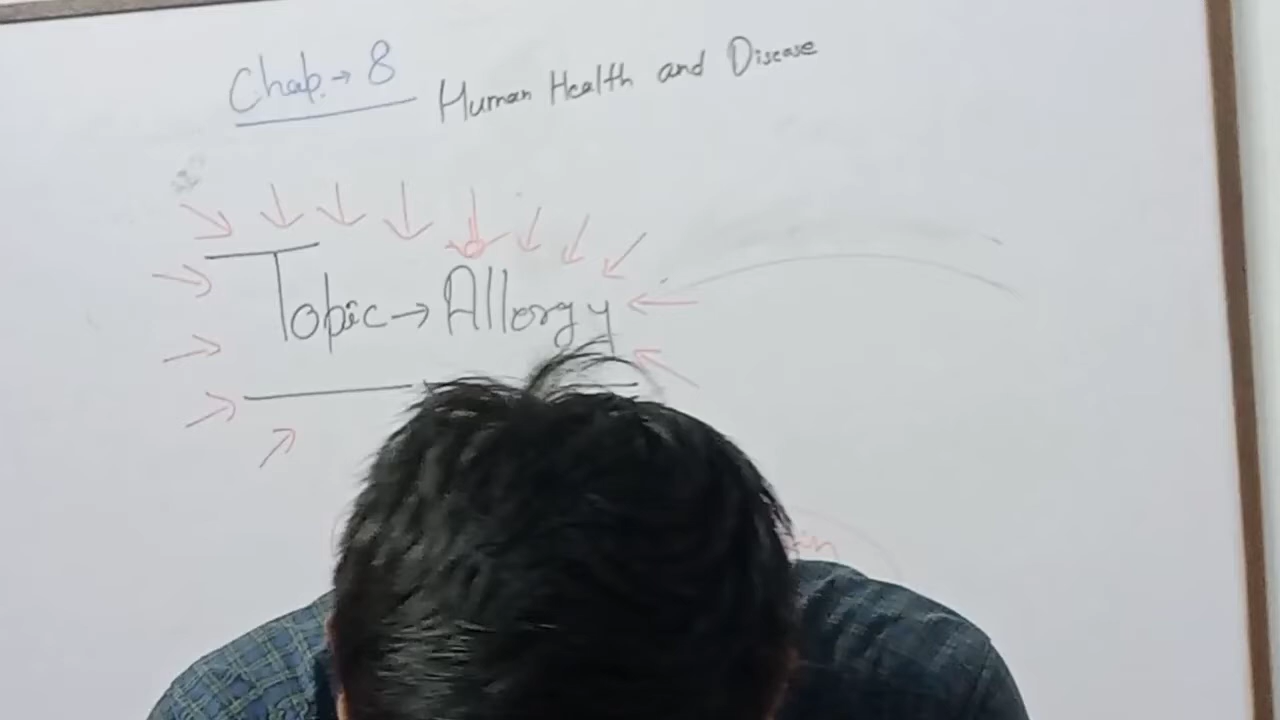 Chap. → 8 Human Health and Disease
Topic → Allergy